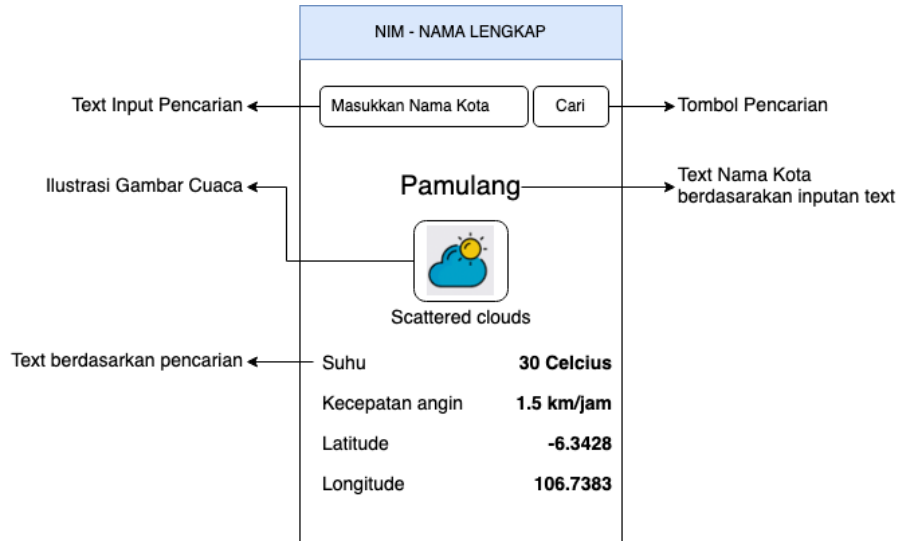 NIM - NAMA LENGKAP
Text Input Pencarian
Masukkan Nama Kota
Cari
Tombol Pencarian
Ilustrasi Gambar Cuaca
Pamulang
Text Nama Kota
berdasarakan inputan text
Scattered clouds
Text berdasarkan pencarian
Suhu 30 Celcius
Kecepatan angin 1.5 km/jam
Latitude -6.3428
Longitude 106.7383